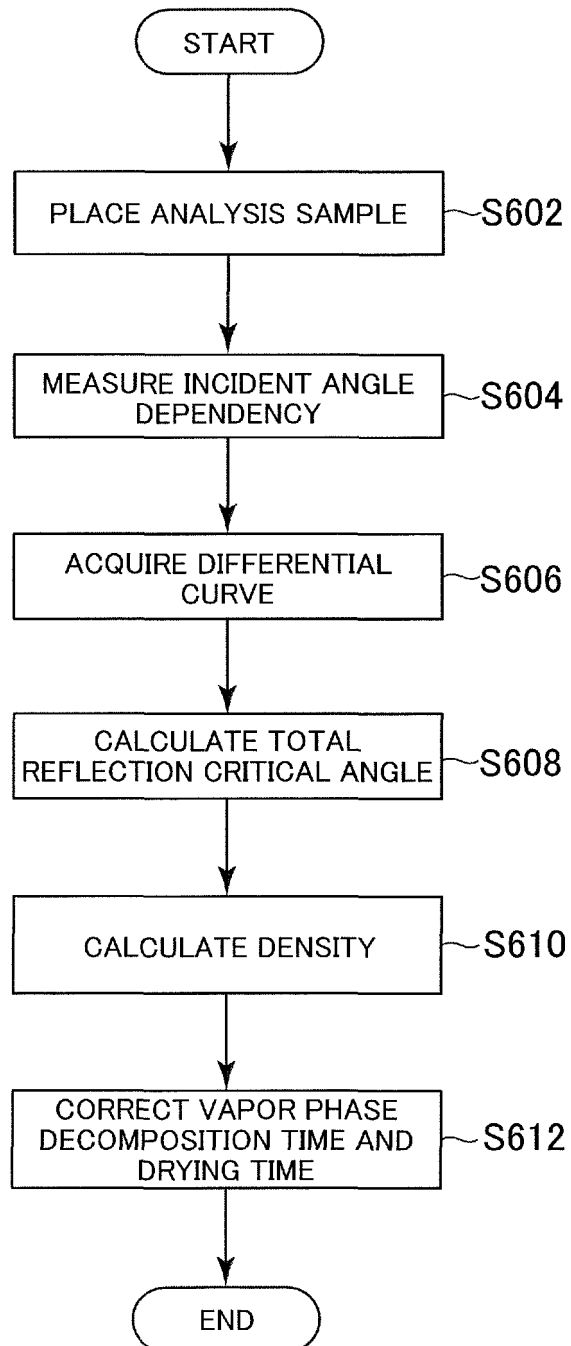 START
PLACE ANALYSIS SAMPLE
S602
MEASURE INCIDENT ANGLE
DEPENDENCY
S604
ACQUIRE DIFFERENTIAL
CURVE
S606
CALCULATE TOTAL
REFLECTION CRITICAL ANGLE
S608
CALCULATE DENSITY
S610
CORRECT VAPOR PHASE
DECOMPOSITION TIME AND
DRYING TIME
S612
END